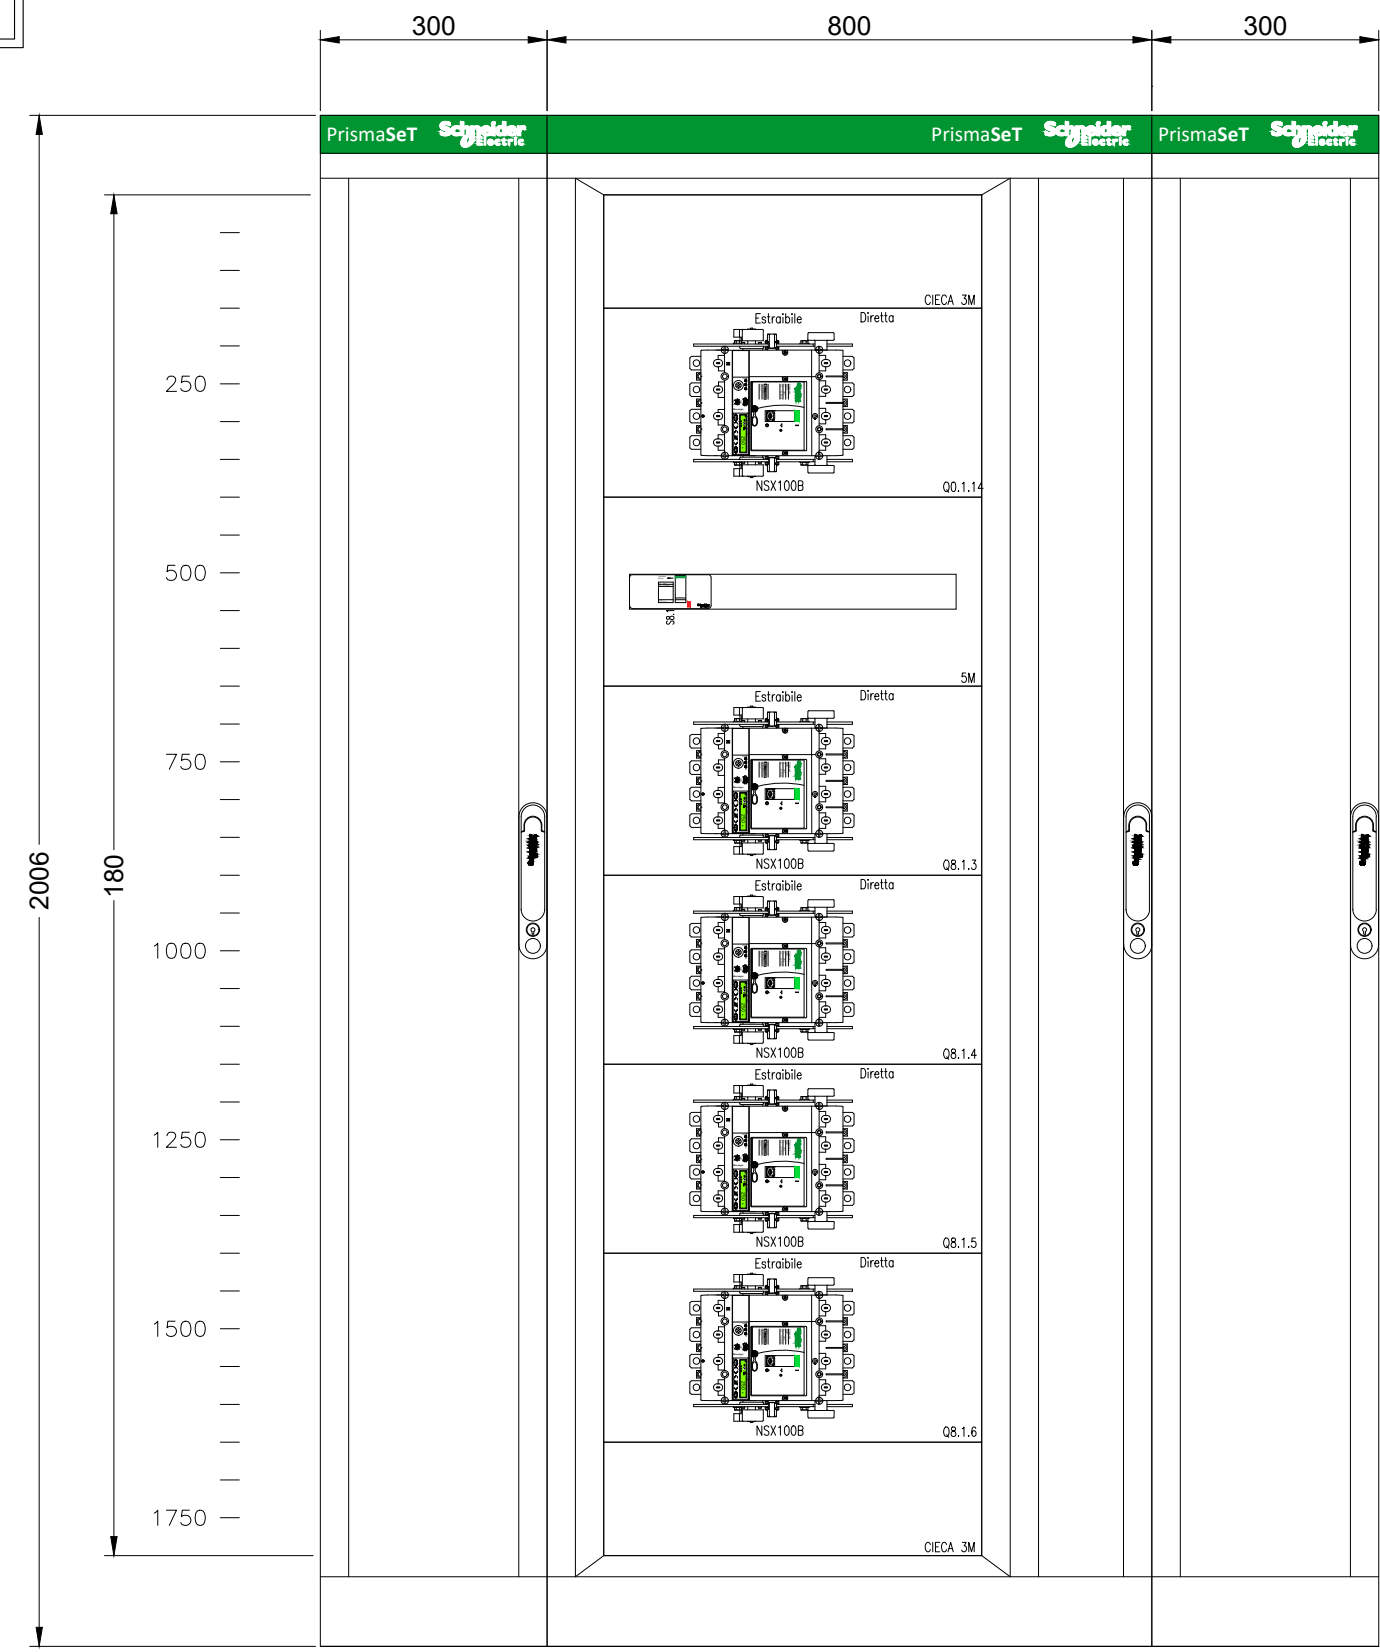 300
800
300
PrismaSeT Schneider Electric
PrismaSeT Schneider Electric
PrismaSeT Schneider Electric
CIECA 3M
Estraibile Diretta
250
NSX100B Q0.1.14
500
S8.1
5M
Estraibile Diretta
750
NSX100B Q8.1.3
2006
180
Estraibile Diretta
1000
NSX100B Q8.1.4
Estraibile Diretta
1250
NSX100B Q8.1.5
Estraibile Diretta
1500
NSX100B Q8.1.6
1750
CIECA 3M